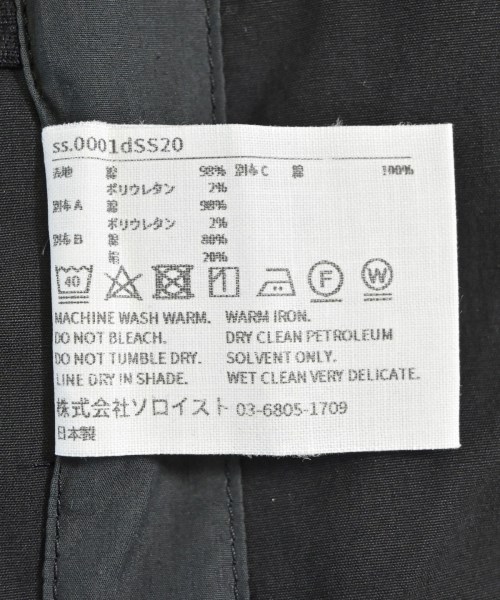 ss.0001dSS20
表地 綿 98% 別布C 綿 100%
ポリウレタン 2%
別布A 綿 98%
ポリウレタン 2%
別布B 綿 80%
絹 20%
40 F W
MACHINE WASH WARM. WARM IRON.
DO NOT BLEACH. DRY CLEAN PETROLEUM
DO NOT TUMBLE DRY. SOLVENT ONLY.
LINE DRY IN SHADE. WET CLEAN VERY DELICATE.
株式会社ソロイスト 03-6805-1709
日本製